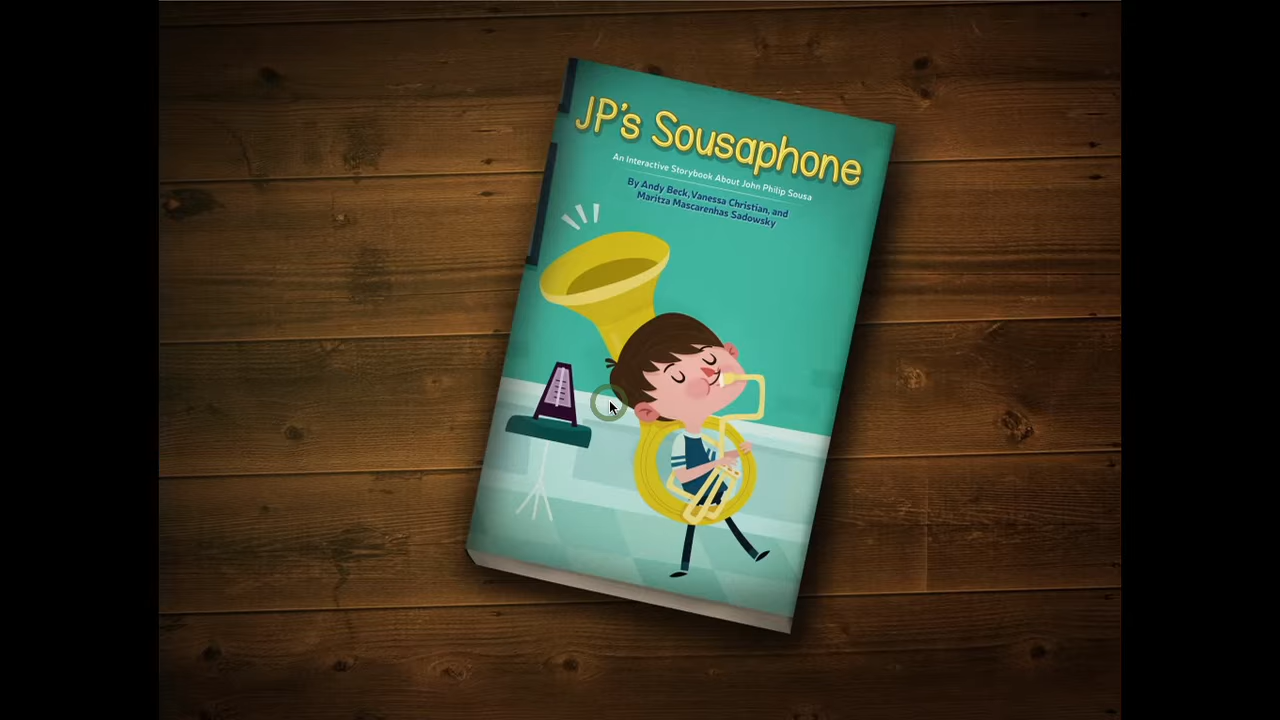 JP's Sousaphone
An Interactive Storybook About John Philip Sousa
By Andy Beck, Vanessa Christian, and
Maritza Mascarenhas Sadowsky